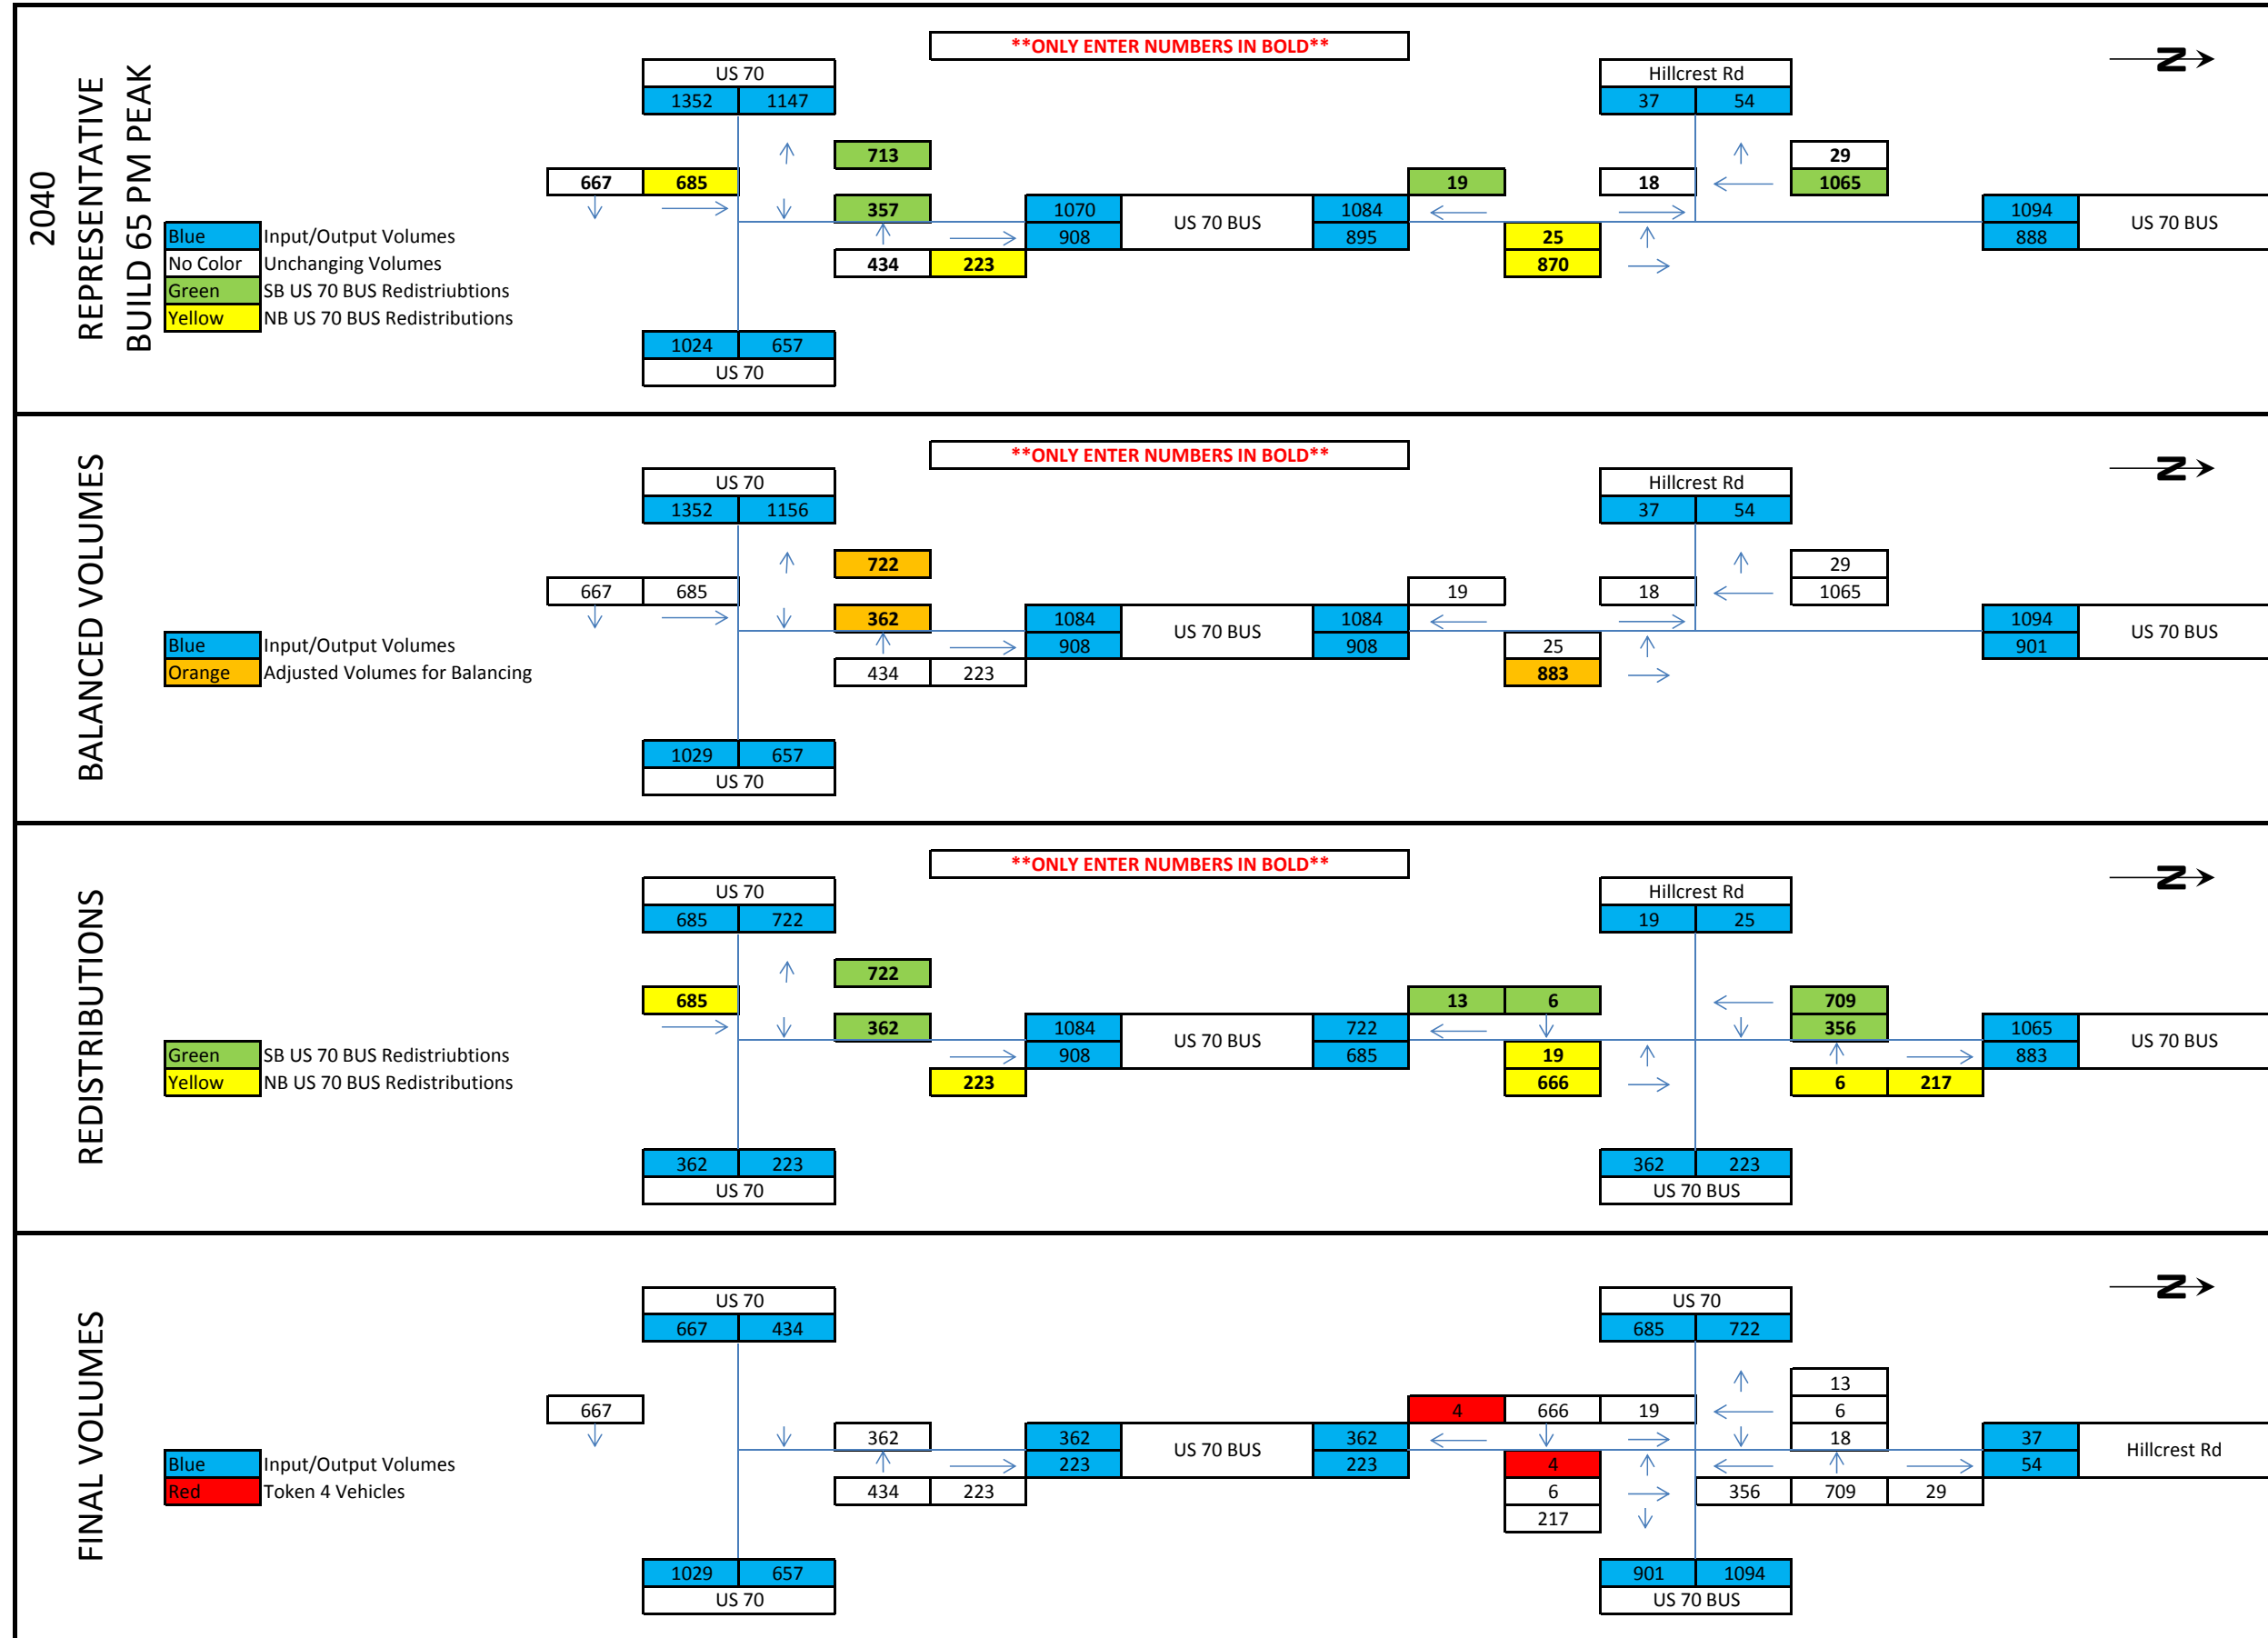 2040
REPRESENTATIVE
BUILD 65 PM PEAK
**ONLY ENTER NUMBERS IN BOLD**
N
US 70
Hillcrest Rd
1352 1147
37 54
713
29
667 685
19
18
1065
357
1070
US 70 BUS
1084
1094
US 70 BUS
Blue Input/Output Volumes
908
895
25
888
No Color Unchanging Volumes
434 223
870
Green SB US 70 BUS Redistriubtions
Yellow NB US 70 BUS Redistributions
1024 657
US 70
BALANCED VOLUMES
**ONLY ENTER NUMBERS IN BOLD**
N
US 70
Hillcrest Rd
1352 1156
37 54
722
29
667 685
19
18
1065
362
1084
US 70 BUS
1084
1094
US 70 BUS
Blue Input/Output Volumes
908
908
25
901
Orange Adjusted Volumes for Balancing
434 223
883
1029 657
US 70
REDISTRIBUTIONS
**ONLY ENTER NUMBERS IN BOLD**
N
US 70
Hillcrest Rd
685 722
19 25
722
685
13 6
709
362
1084
US 70 BUS
722
356
1065
US 70 BUS
Green SB US 70 BUS Redistriubtions
908
685
19
883
Yellow NB US 70 BUS Redistributions
223
666
6 217
362 223
362 223
US 70
US 70 BUS
FINAL VOLUMES
N
US 70
US 70
667 434
685 722
13
667
4 666 19
6
362
362
US 70 BUS
362
18
37
Hillcrest Rd
Blue Input/Output Volumes
223
223
4
54
Red Token 4 Vehicles
434 223
6
356 709 29
217
1029 657
901 1094
US 70
US 70 BUS